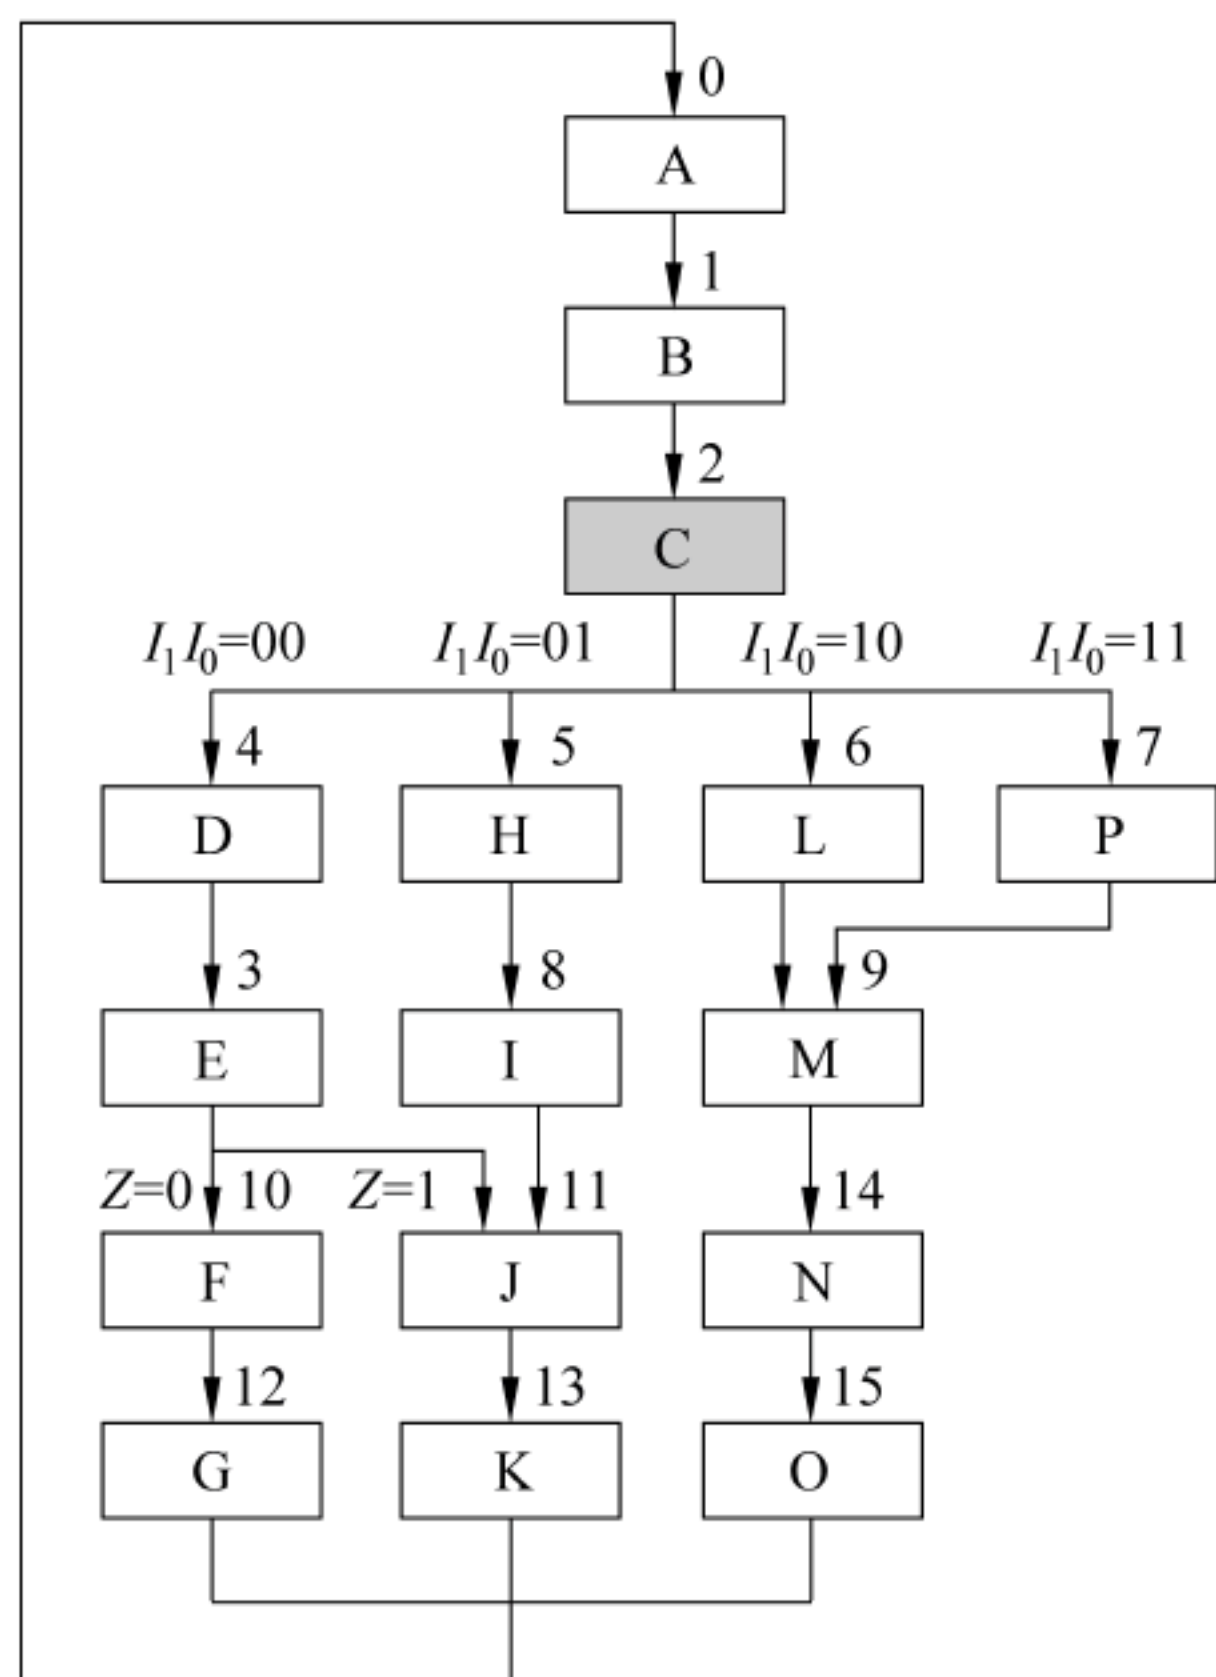 0
A
1
B
2
C
I₁I₀=00 I₁I₀=01 I₁I₀=10 I₁I₀=11
4 5 6 7
D H L P
3 8 9
E I M
Z=0 10 Z=1 11 14
F J N
12 13 15
G K O